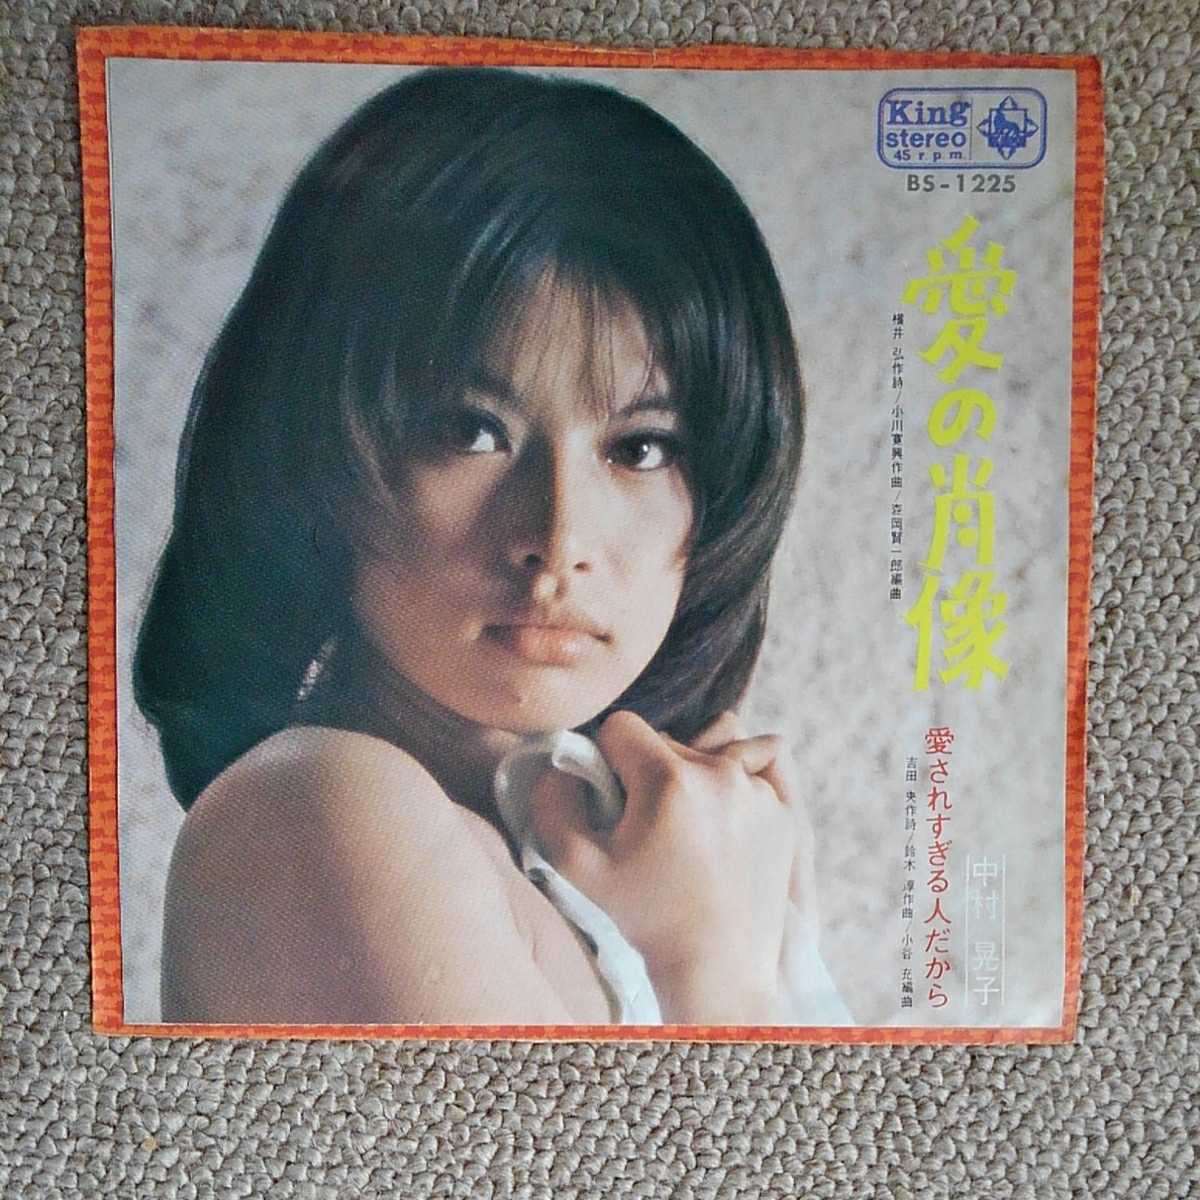 King
stereo
45 r.p.m.
BS-1225
愛の肖像
横井 弘作詩/小川寛興作曲/森岡賢一郎編曲
愛されすぎる人だから
吉田 央作詩/鈴木 淳作曲/小谷 充編曲
中村晃子